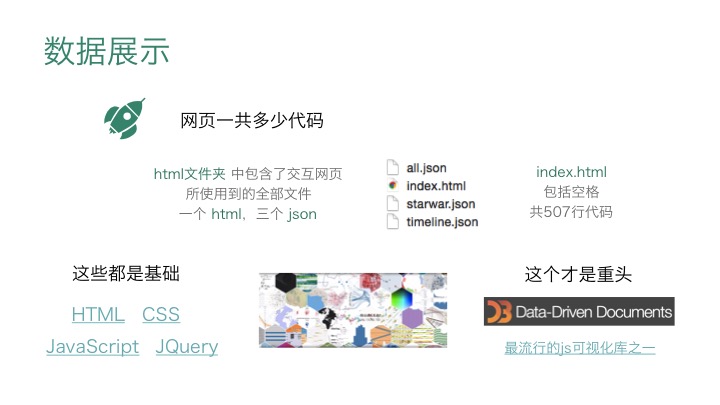 数据展示
网页一共多少代码
html文件夹 中包含了交互网页
所使用到的全部文件
一个 html，三个 json
all.json
index.html
starwar.json
timeline.json
index.html
包括空格
共507行代码
这些都是基础
HTML CSS
JavaScript JQuery
这个才是重头
D3 Data-Driven Documents
最流行的js可视化库之一